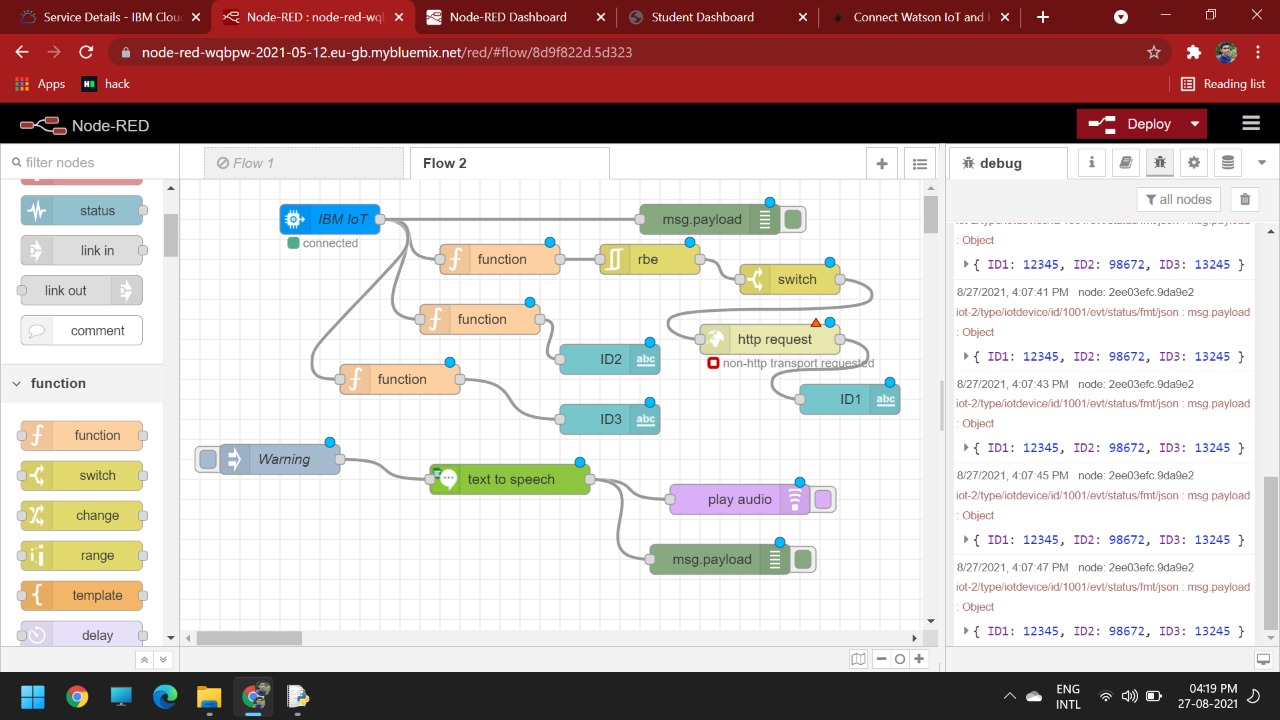 Service Details - IBM Clou
Node-RED : node-red-wqb
Node-RED Dashboard
Student Dashboard
Connect Watson IoT and
node-red-wqbpw-2021-05-12.eu-gb.mybluemix.net/red/#flow/8d9f822d.5d323
Apps
hack
Reading list
Node-RED
Deploy
filter nodes
Flow 1
Flow 2
debug
all nodes
status
link in
link out
comment
function
function
switch
change
range
template
delay
IBM IoT
connected
msg.payload
function
rbe
switch
function
ID2
http request
non-http transport requested
function
ID3
ID1
abc
abc
abc
Warning
text to speech
play audio
msg.payload
: Object
{ ID1: 12345, ID2: 98672, ID3: 13245 }
8/27/2021, 4:07:41 PM node: 2ee03efc.9da9e2
iot-2/type/iotdevice/id/1001/evt/status/fmt/json : msg.payload
: Object
{ ID1: 12345, ID2: 98672, ID3: 13245 }
8/27/2021, 4:07:43 PM node: 2ee03efc.9da9e2
iot-2/type/iotdevice/id/1001/evt/status/fmt/json : msg.payload
: Object
{ ID1: 12345, ID2: 98672, ID3: 13245 }
8/27/2021, 4:07:45 PM node: 2ee03efc.9da9e2
iot-2/type/iotdevice/id/1001/evt/status/fmt/json : msg.payload
: Object
{ ID1: 12345, ID2: 98672, ID3: 13245 }
8/27/2021, 4:07:47 PM node: 2ee03efc.9da9e2
iot-2/type/iotdevice/id/1001/evt/status/fmt/json : msg.payload
: Object
{ ID1: 12345, ID2: 98672, ID3: 13245 }
ENG
INTL
04:19 PM
27-08-2021